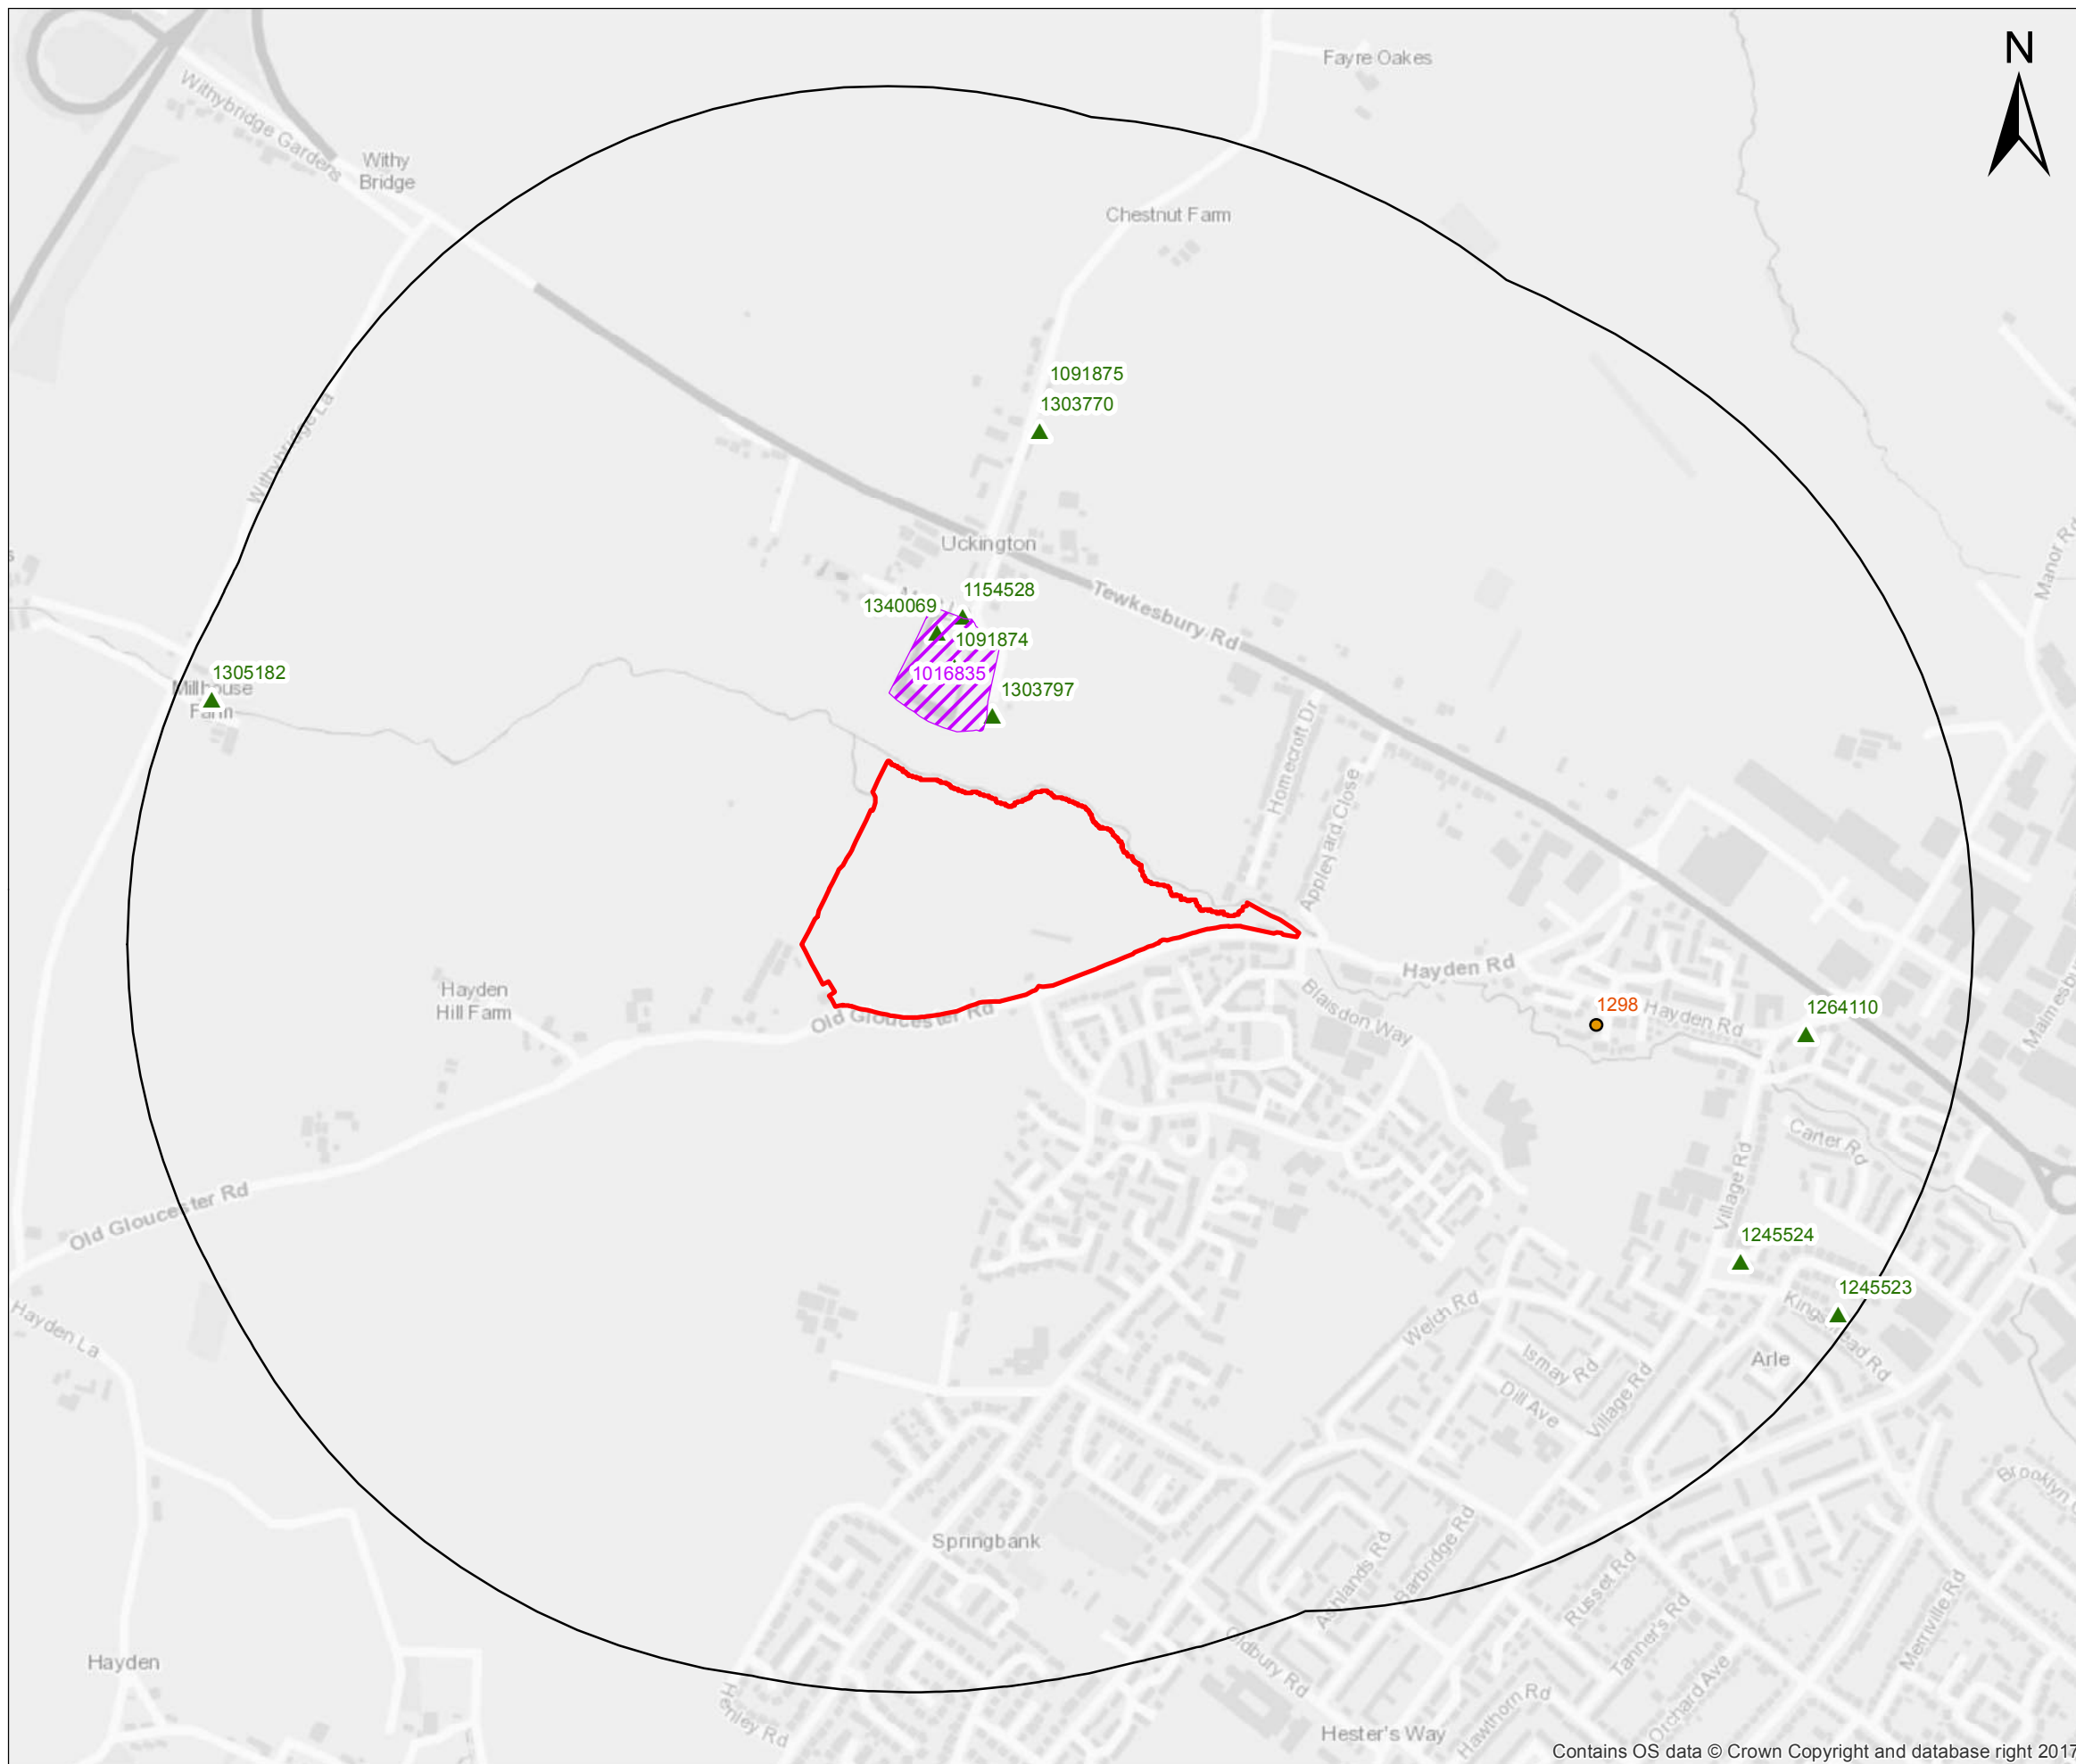 N
Fayre Oakes
Withybridge Gardens
Withy
Bridge
Chestnut Farm
1091875
1303770
Withybridge La
Uckington
Manor Rd
Tewkesbury Rd
1154528
1340069
1091874
1016835
1303797
1305182
Millhouse
Farm
Homecroft Dr
Appleyard Close
Hayden Rd
Hayden
Hill Farm
Old Gloucester Rd
Blaisdon Way
1298
Hayden Rd
1264110
Carter Rd
Village Rd
Old Gloucester Rd
1245524
1245523
Hayden La
Welch Rd
Kingsmead Rd
Arle
Ismay Rd
Dill Ave
Village Rd
Springbank
Ashlands Rd
Barbridge Rd
Russet Rd
Tanner's Rd
Merriville Rd
Hayden
Henley Rd
Oldbury Rd
Orchard Ave
Hawthorn Rd
Hester's Way
Contains OS data © Crown Copyright and database right 2017